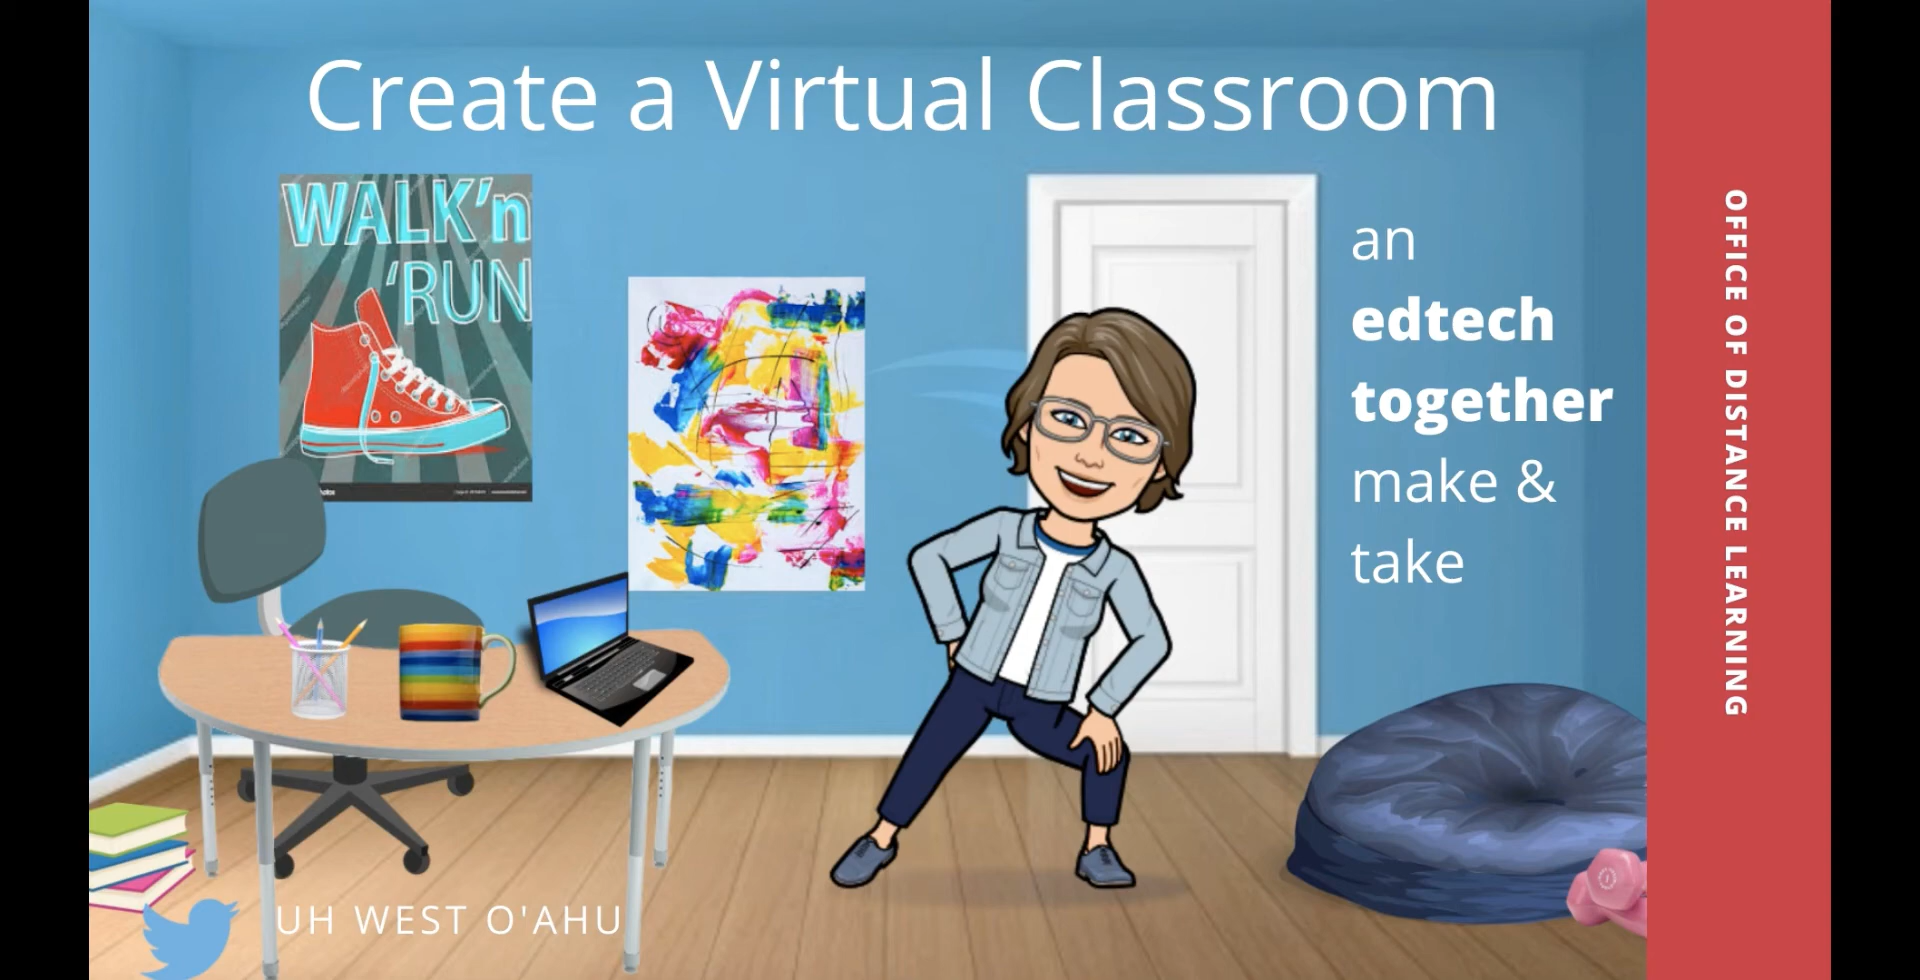 Create a Virtual Classroom
WALK'n
'RUN
an
edtech
together
make &
take
OFFICE OF DISTANCE LEARNING
UH WEST O'AHU